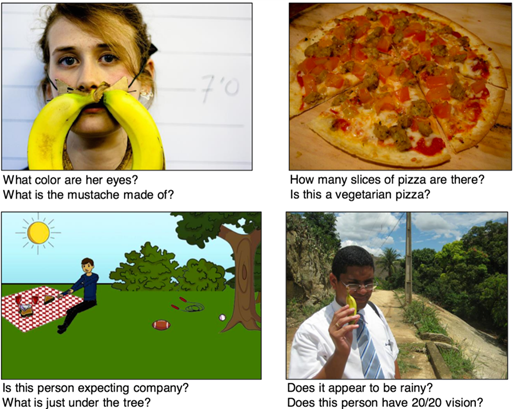 7'0
What color are her eyes?
What is the mustache made of?
How many slices of pizza are there?
Is this a vegetarian pizza?
Is this person expecting company?
What is just under the tree?
Does it appear to be rainy?
Does this person have 20/20 vision?